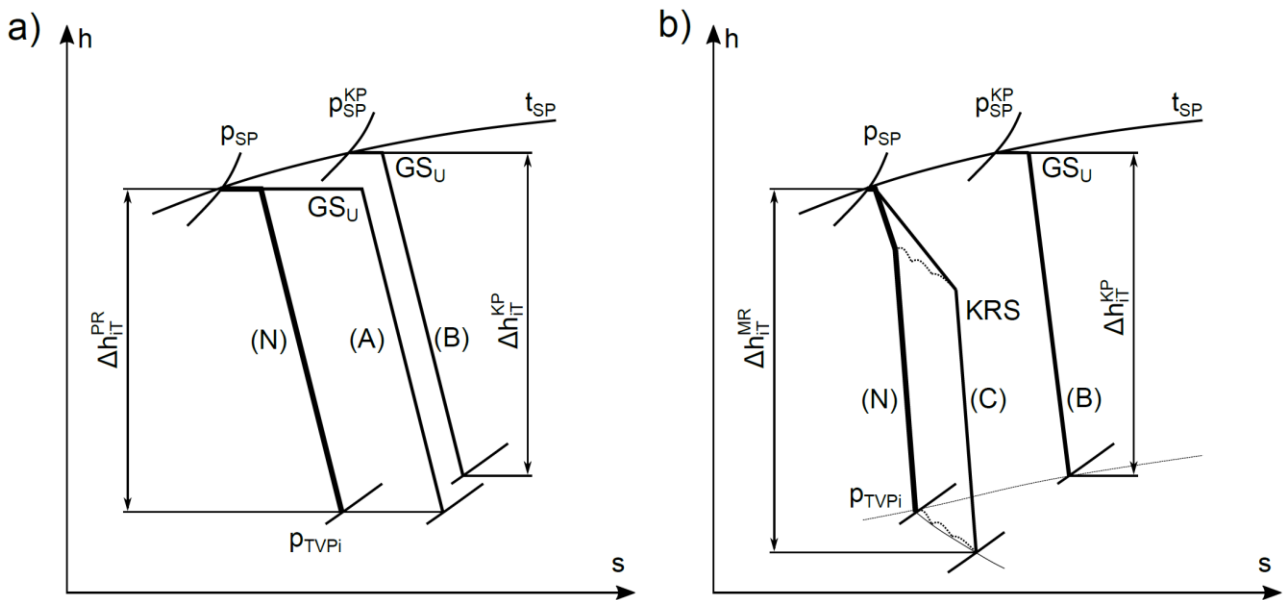 a)
h
p_SP
p_SP^KP
t_SP
GS_U
GS_U
Δh_iT^PR
(N)
(A)
(B)
Δh_iT^KP
p_TVPi
s
b)
h
p_SP
p_SP^KP
t_SP
GS_U
KRS
Δh_iT^MR
(N)
(C)
(B)
Δh_iT^KP
p_TVPi
s